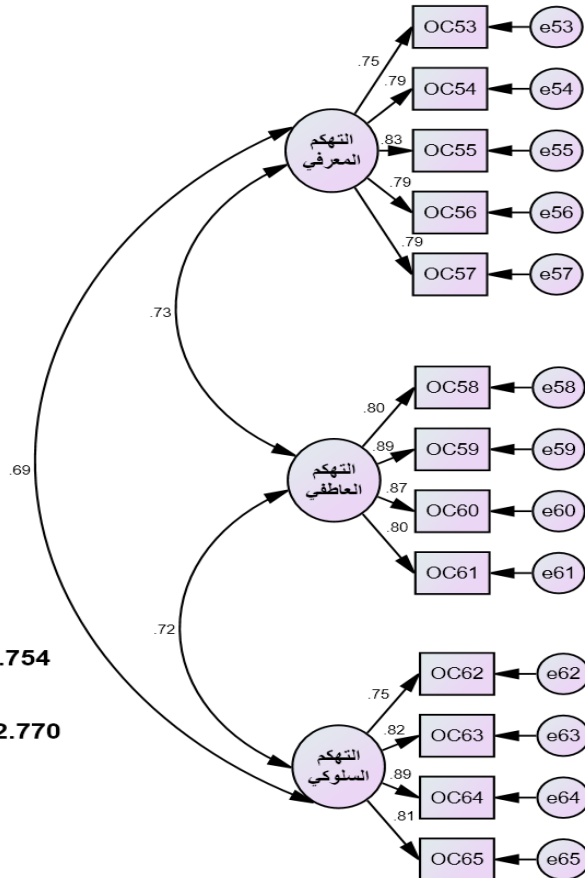 OC53
e53
.75
OC54
e54
.79
التهكم
المعرفي
.83
OC55
e55
.79
OC56
e56
.79
OC57
e57
.73
OC58
e58
.80
.89
OC59
e59
التهكم
العاطفي
.69
.87
OC60
e60
.80
OC61
e61
.72
.754
OC62
e62
.75
2.770
.82
OC63
e63
التهكم
السلوكي
.89
OC64
e64
.81
OC65
e65